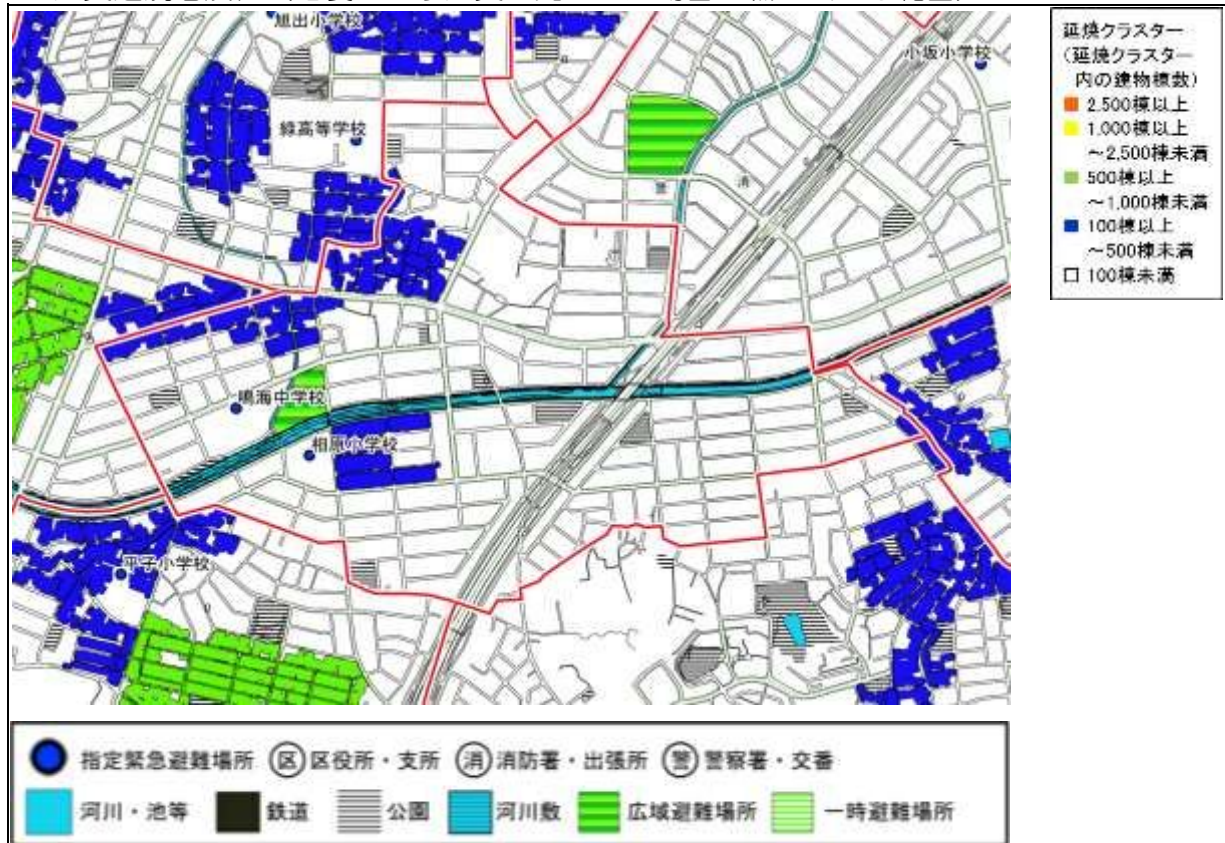 旭出小学校
小坂小学校
緑高等学校
消
鳴海中学校
相原小学校
平子小学校
延焼クラスター
(延焼クラスター
内の建物棟数)
2,500棟以上
1,000棟以上
~2,500棟未満
500棟以上
~1,000棟未満
100棟以上
~500棟未満
100棟未満
指定緊急避難場所 区 区役所・支所 消 消防署・出張所 警 警察署・交番
河川・池等 鉄道 公園 河川敷 広域避難場所 一時避難場所